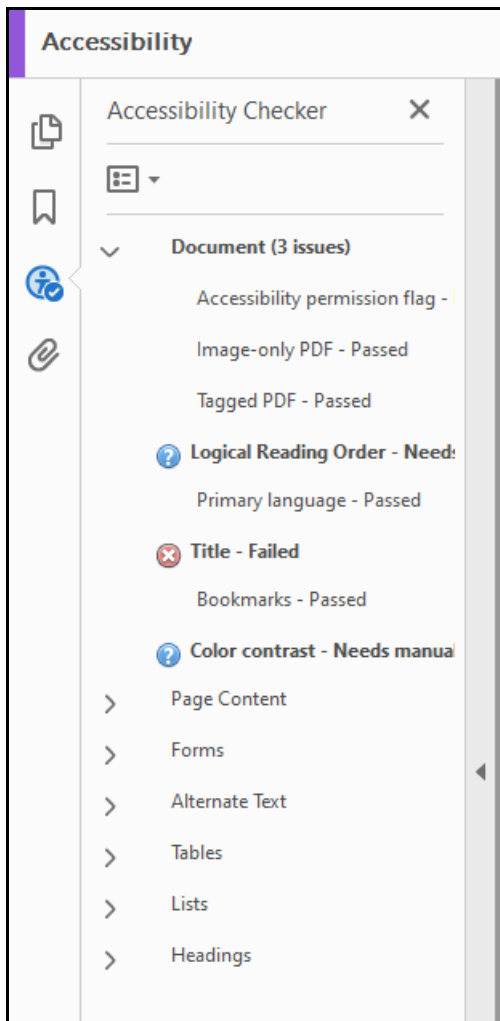 Accessibility
Accessibility Checker
Document (3 issues)
Accessibility permission flag -
Image-only PDF - Passed
Tagged PDF - Passed
Logical Reading Order - Needs
Primary language - Passed
Title - Failed
Bookmarks - Passed
Color contrast - Needs manua
Page Content
Forms
Alternate Text
Tables
Lists
Headings